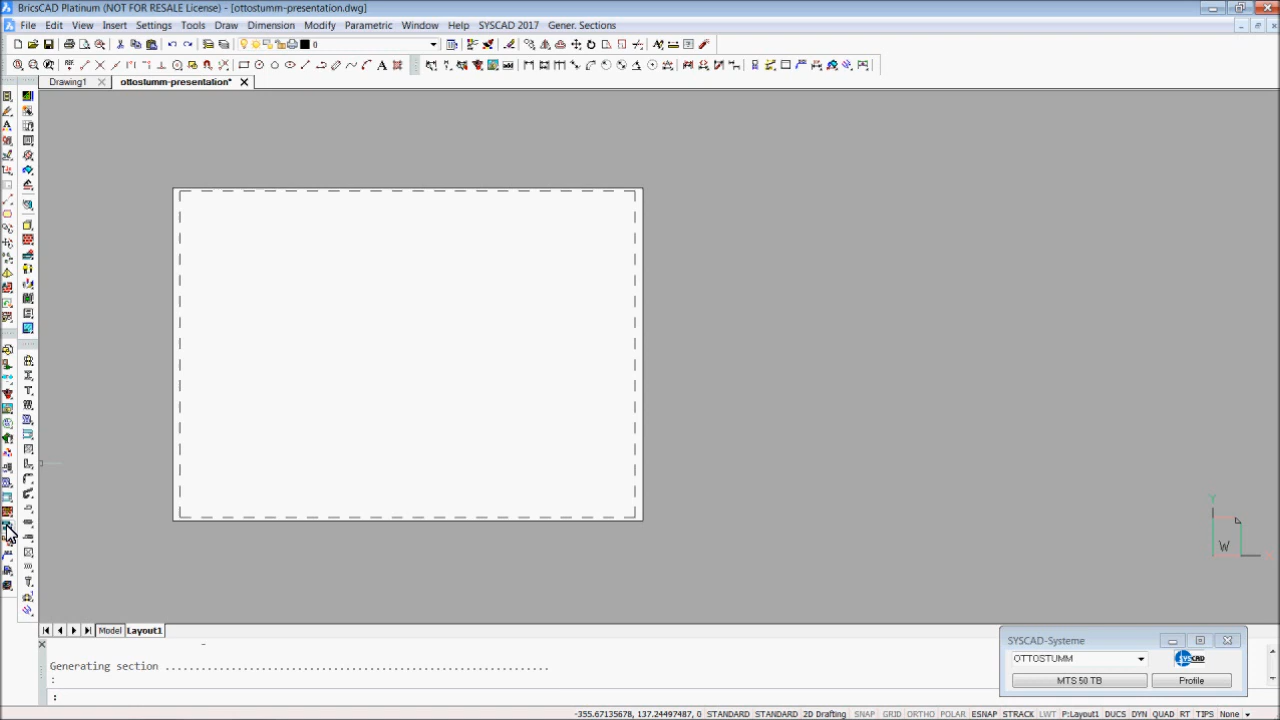 BricsCAD Platinum (NOT FOR RESALE License) - [ottostumm-presentation.dwg]
File Edit View Insert Settings Tools Draw Dimension Modify Parametric Window Help SYSCAD 2017 Gener. Sections
0
Drawing1 ottostumm-presentation*
Y
W
Model Layout1
Generating section ............................................................
:
:
SYSCAD-Systeme
OTTOSTUMM
MTS 50 TB Profile
-355.67135678, 137.24497487, 0 STANDARD STANDARD 2D Drafting SNAP GRID ORTHO POLAR ESNAP STRACK LWT P:Layout1 DUCS DYN QUAD RT TIPS None